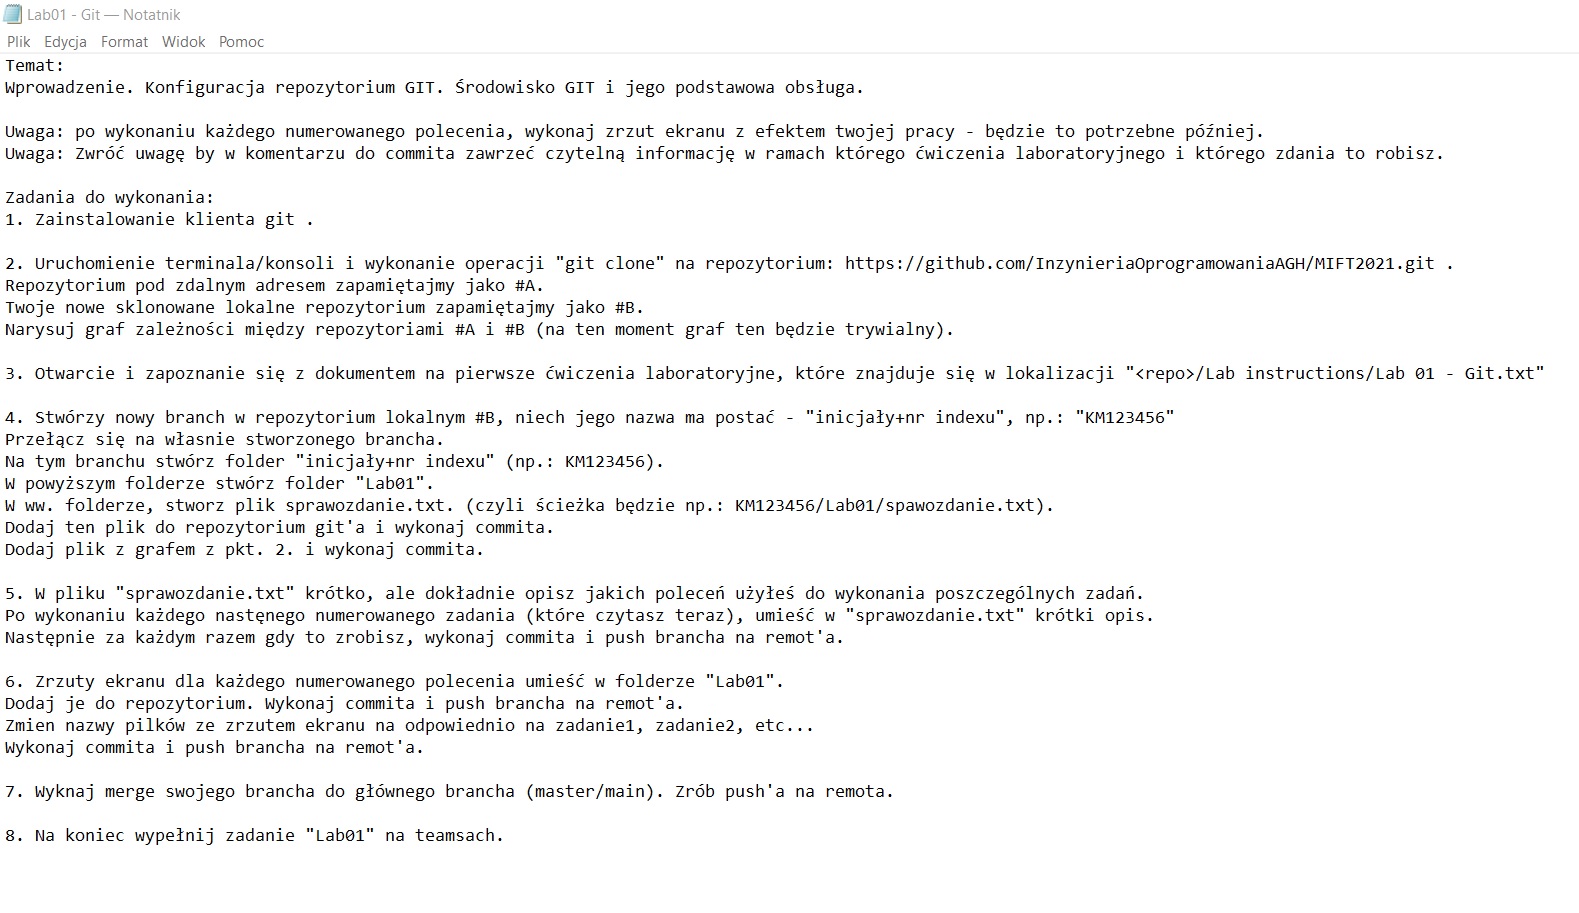 Lab01 - Git — Notatnik
Plik Edycja Format Widok Pomoc
Temat:
Wprowadzenie. Konfiguracja repozytorium GIT. Środowisko GIT i jego podstawowa obsługa.
Uwaga: po wykonaniu każdego numerowanego polecenia, wykonaj zrzut ekranu z efektem twojej pracy - będzie to potrzebne później.
Uwaga: Zwróć uwagę by w komentarzu do commita zawrzeć czytelną informację w ramach którego ćwiczenia laboratoryjnego i którego zdania to robisz.
Zadania do wykonania:
1. Zainstalowanie klienta git .
2. Uruchomienie terminala/konsoli i wykonanie operacji "git clone" na repozytorium: https://github.com/InzynieriaOprogramowaniaAGH/MIFT2021.git .
Repozytorium pod zdalnym adresem zapamiętajmy jako #A.
Twoje nowe sklonowane lokalne repozytorium zapamiętajmy jako #B.
Narysuj graf zależności między repozytoriami #A i #B (na ten moment graf ten będzie trywialny).
3. Otwarcie i zapoznanie się z dokumentem na pierwsze ćwiczenia laboratoryjne, które znajduje się w lokalizacji "<repo>/Lab instructions/Lab 01 - Git.txt"
4. Stwórzy nowy branch w repozytorium lokalnym #B, niech jego nazwa ma postać - "inicjały+nr indexu", np.: "KM123456"
Przełącz się na własnie stworzonego brancha.
Na tym branchu stwórz folder "inicjały+nr indexu" (np.: KM123456).
W powyższym folderze stwórz folder "Lab01".
W ww. folderze, stworz plik sprawozdanie.txt. (czyli ścieżka będzie np.: KM123456/Lab01/spawozdanie.txt).
Dodaj ten plik do repozytorium git'a i wykonaj commita.
Dodaj plik z grafem z pkt. 2. i wykonaj commita.
5. W pliku "sprawozdanie.txt" krótko, ale dokładnie opisz jakich poleceń użyłeś do wykonania poszczególnych zadań.
Po wykonaniu każdego nastęnego numerowanego zadania (które czytasz teraz), umieść w "sprawozdanie.txt" krótki opis.
Następnie za każdym razem gdy to zrobisz, wykonaj commita i push brancha na remot'a.
6. Zrzuty ekranu dla każdego numerowanego polecenia umieść w folderze "Lab01".
Dodaj je do repozytorium. Wykonaj commita i push brancha na remot'a.
Zmien nazwy pilków ze zrzutem ekranu na odpowiednio na zadanie1, zadanie2, etc...
Wykonaj commita i push brancha na remot'a.
7. Wyknaj merge swojego brancha do głównego brancha (master/main). Zrób push'a na remota.
8. Na koniec wypełnij zadanie "Lab01" na teamsach.